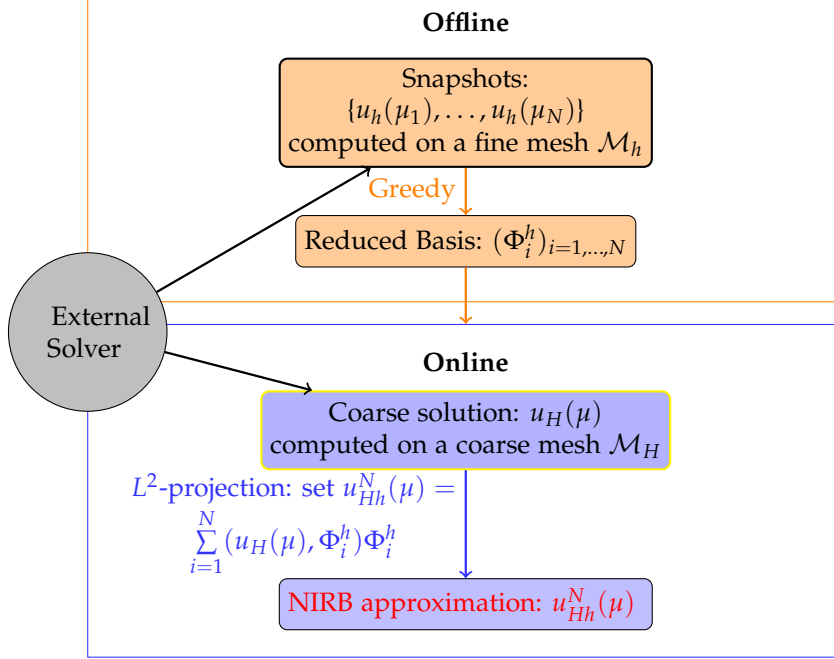 Offline
Snapshots:
{u_h(μ_1), . . . , u_h(μ_N)}
computed on a fine mesh ℳ_h
Greedy
Reduced Basis: (Φ_i^h)_{i=1,...,N}
External
Solver
Online
Coarse solution: u_H(μ)
computed on a coarse mesh ℳ_H
L²-projection: set u_{Hh}^N(μ) =
∑_{i=1}^N (u_H(μ), Φ_i^h)Φ_i^h
NIRB approximation: u_{Hh}^N(μ)